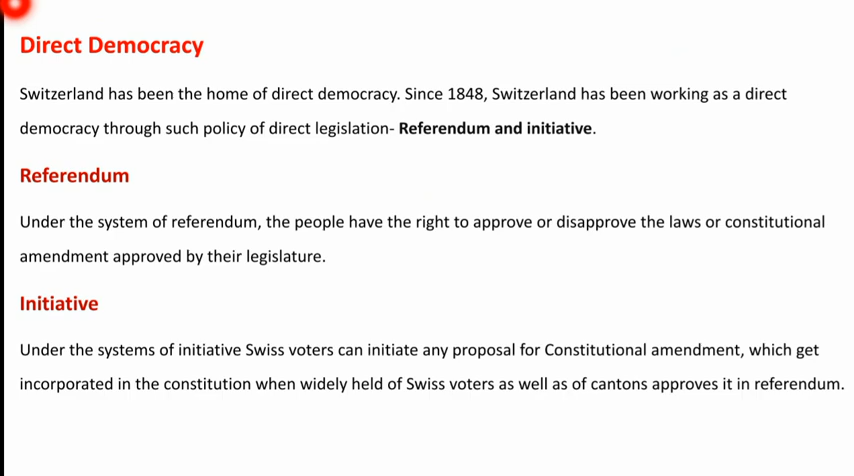 Direct Democracy
Switzerland has been the home of direct democracy. Since 1848, Switzerland has been working as a direct
democracy through such policy of direct legislation- Referendum and initiative.
Referendum
Under the system of referendum, the people have the right to approve or disapprove the laws or constitutional
amendment approved by their legislature.
Initiative
Under the systems of initiative Swiss voters can initiate any proposal for Constitutional amendment, which get
incorporated in the constitution when widely held of Swiss voters as well as of cantons approves it in referendum.